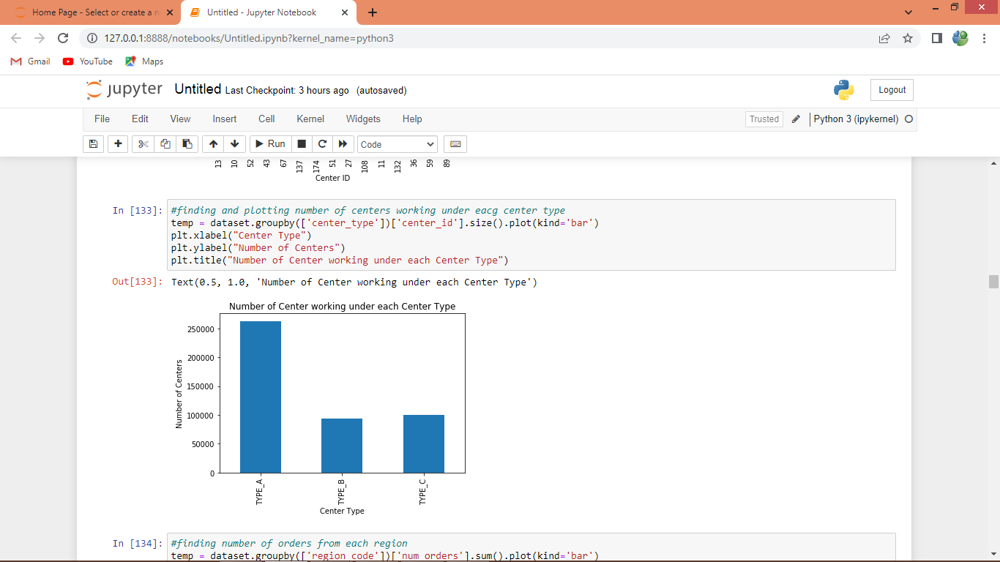 Home Page - Select or create a n
Untitled - Jupyter Notebook
127.0.0.1:8888/notebooks/Untitled.ipynb?kernel_name=python3
Gmail YouTube Maps
jupyter Untitled Last Checkpoint: 3 hours ago (autosaved)
Logout
File Edit View Insert Cell Kernel Widgets Help
Trusted Python 3 (ipykernel)
Run Code
13 10 52 43 67 137 174 51 27 108 11 132 36 59 89
Center ID
In [133]: #finding and plotting number of centers working under eacg center type
temp = dataset.groupby(['center_type'])['center_id'].size().plot(kind='bar')
plt.xlabel("Center Type")
plt.ylabel("Number of Centers")
plt.title("Number of Center working under each Center Type")
Out[133]: Text(0.5, 1.0, 'Number of Center working under each Center Type')
Number of Center working under each Center Type
Number of Centers
250000
200000
150000
100000
50000
0
TYPE_A TYPE_B TYPE_C
Center Type
In [134]: #finding number of orders from each region
temp = dataset.groupby(['region_code'])['num_orders'].sum().plot(kind='bar')